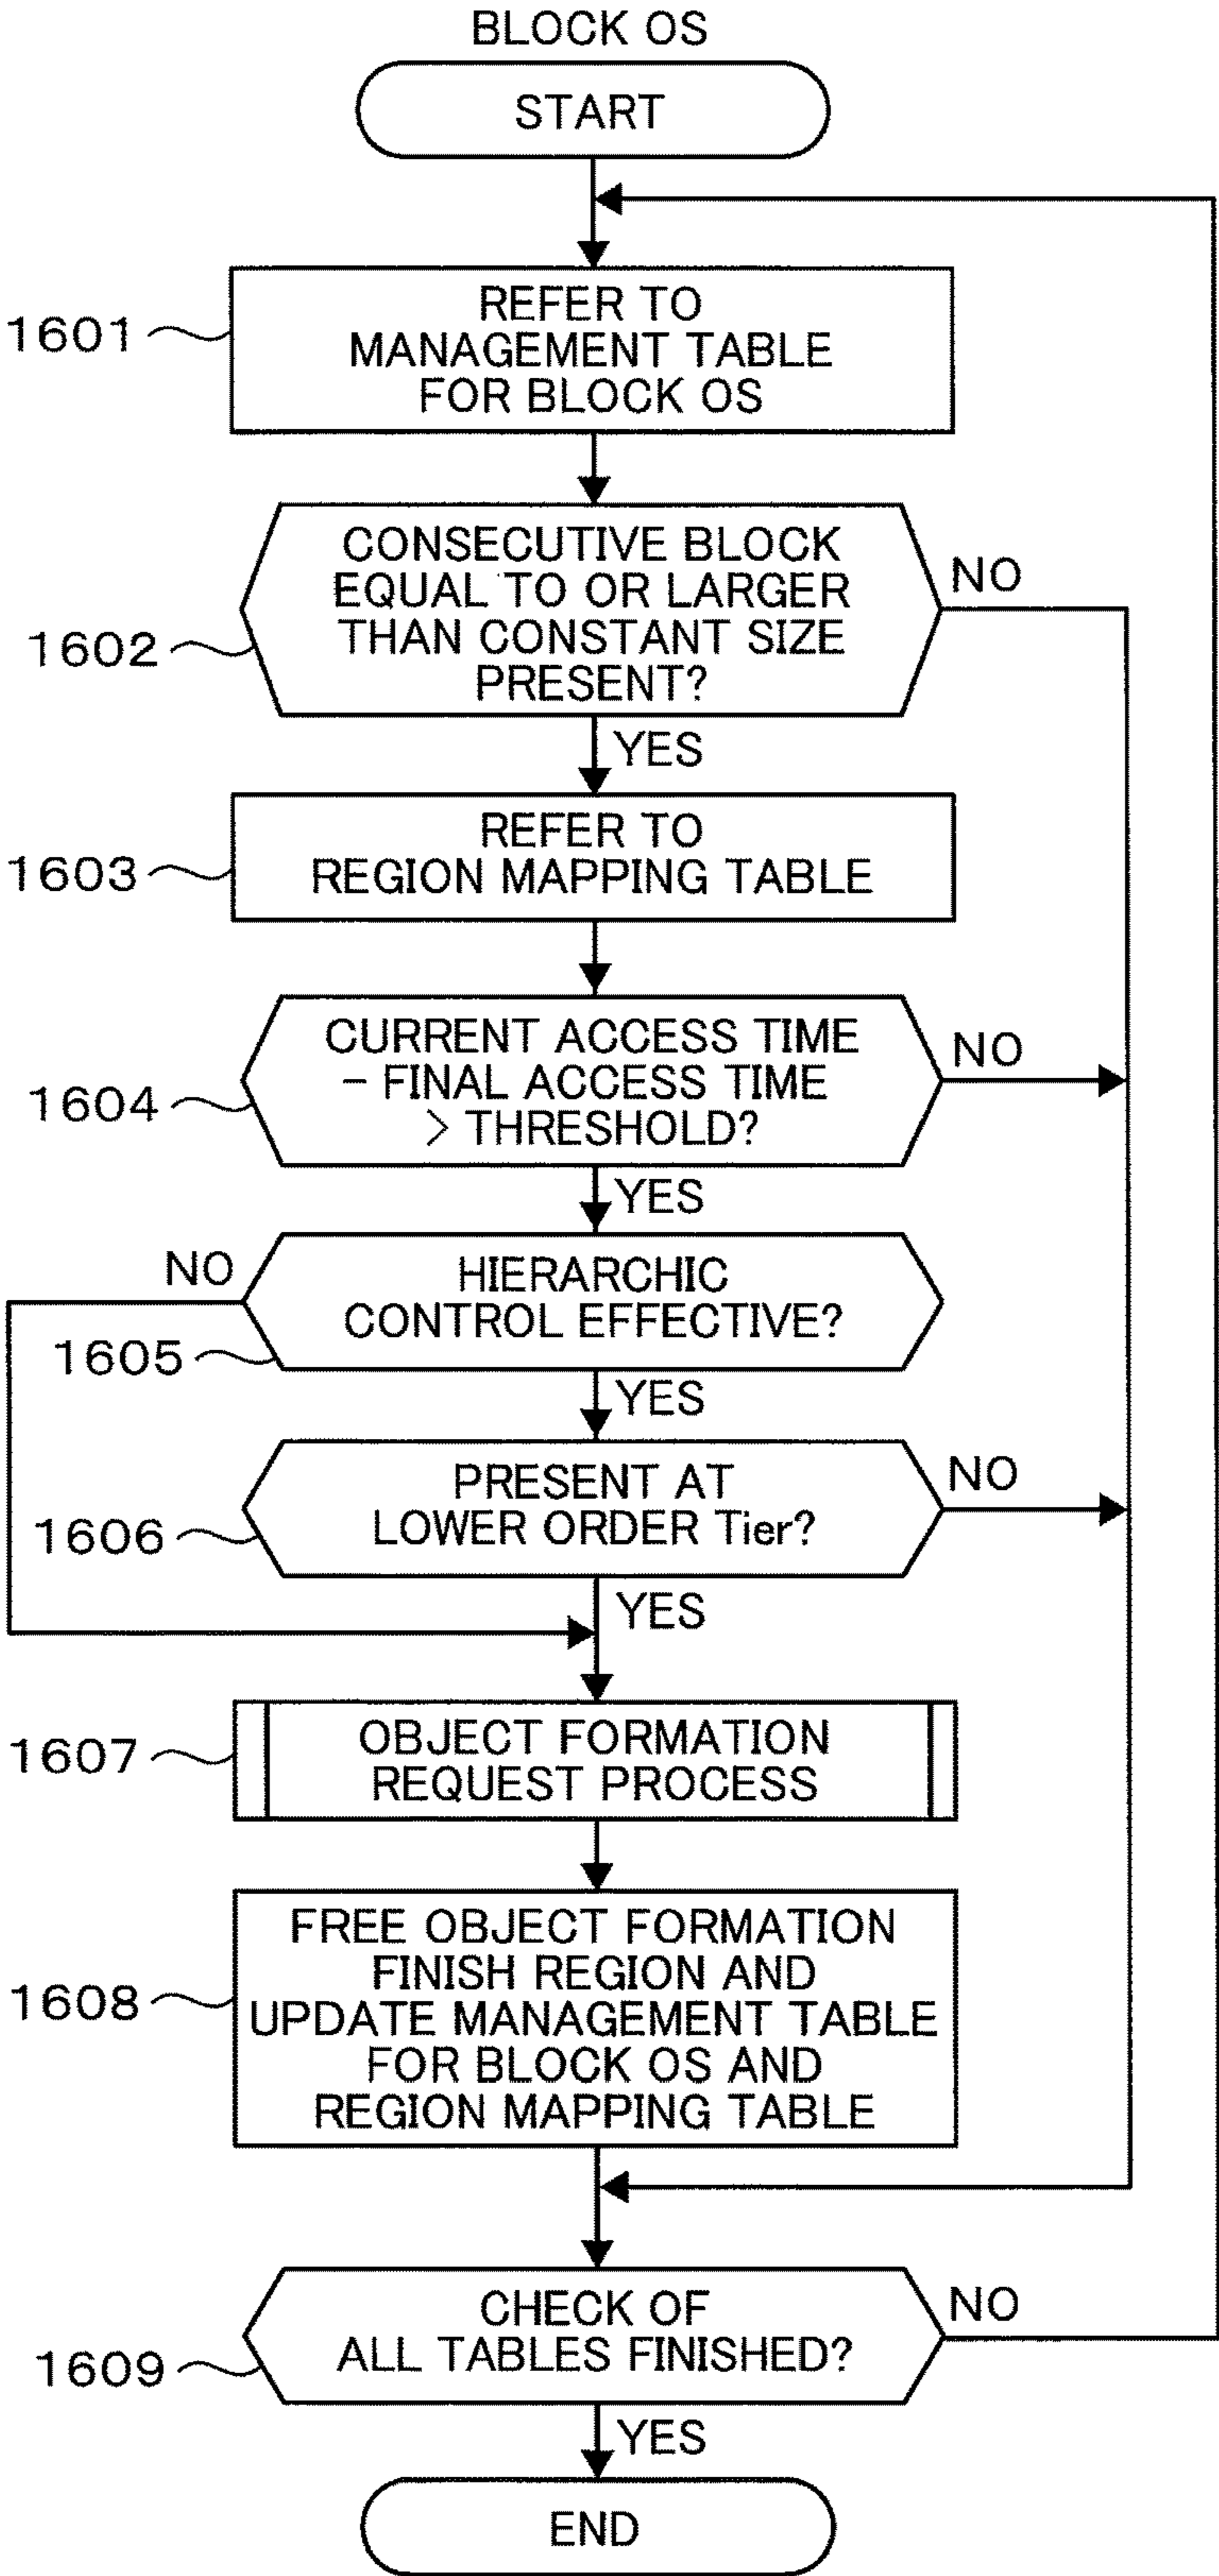 BLOCK OS
START
1601
REFER TO
MANAGEMENT TABLE
FOR BLOCK OS
1602
CONSECUTIVE BLOCK
EQUAL TO OR LARGER
THAN CONSTANT SIZE
PRESENT?
NO
YES
1603
REFER TO
REGION MAPPING TABLE
1604
CURRENT ACCESS TIME
- FINAL ACCESS TIME
> THRESHOLD?
NO
YES
NO
1605
HIERARCHIC
CONTROL EFFECTIVE?
YES
1606
PRESENT AT
LOWER ORDER Tier?
NO
YES
1607
OBJECT FORMATION
REQUEST PROCESS
1608
FREE OBJECT FORMATION
FINISH REGION AND
UPDATE MANAGEMENT TABLE
FOR BLOCK OS AND
REGION MAPPING TABLE
1609
CHECK OF
ALL TABLES FINISHED?
NO
YES
END